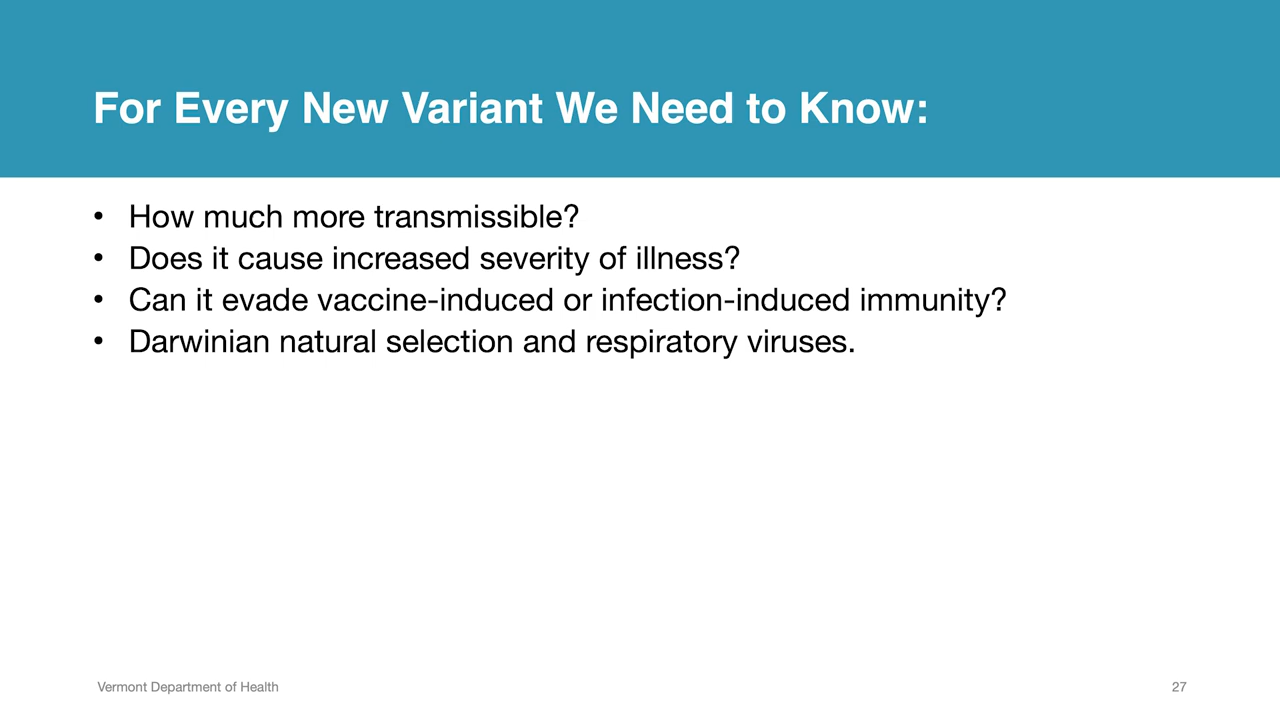 For Every New Variant We Need to Know:
• How much more transmissible?
• Does it cause increased severity of illness?
• Can it evade vaccine-induced or infection-induced immunity?
• Darwinian natural selection and respiratory viruses.
Vermont Department of Health
27